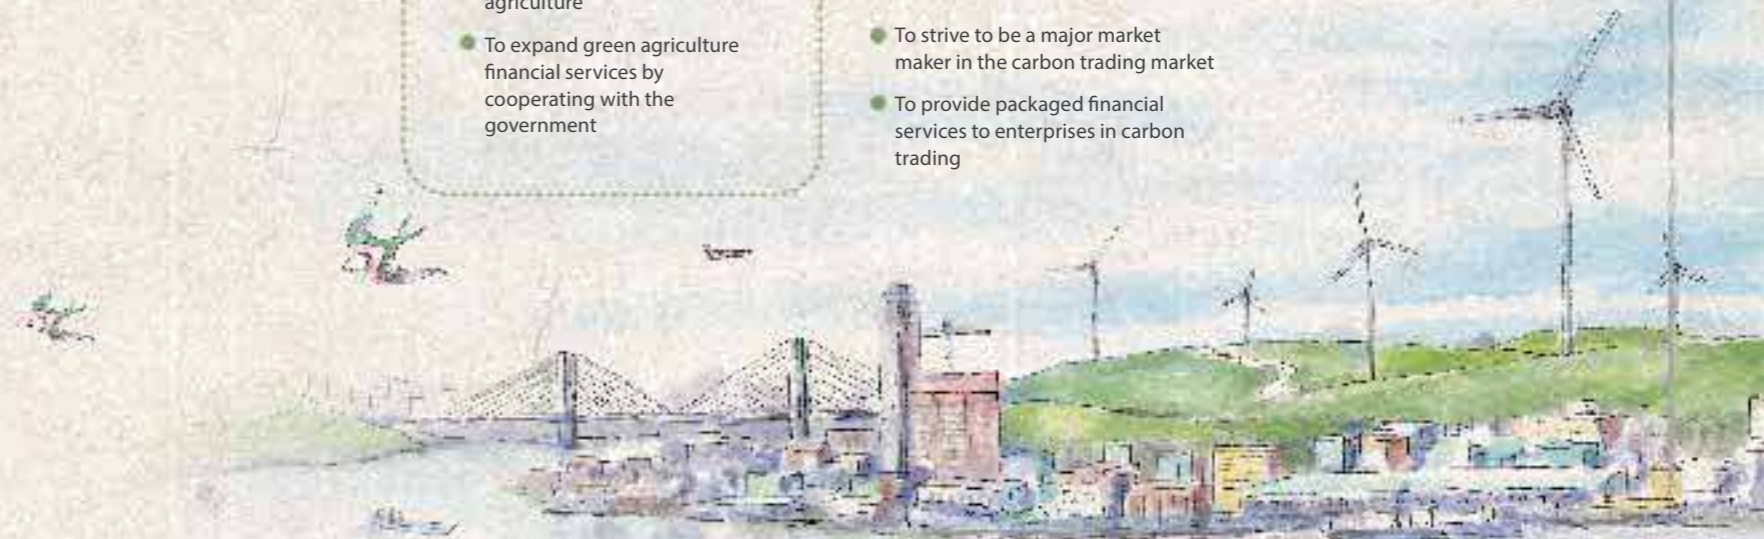 agriculture
To expand green agriculture
financial services by
cooperating with the
government
To strive to be a major market
maker in the carbon trading market
To provide packaged financial
services to enterprises in carbon
trading